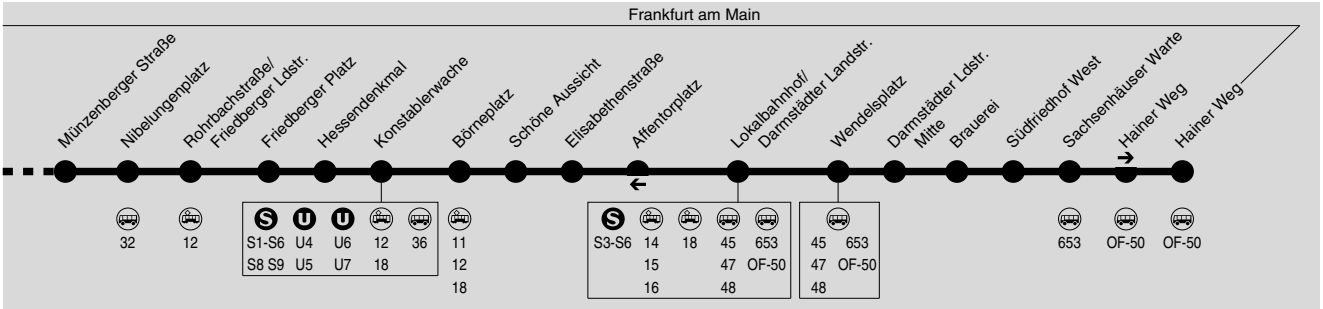 Frankfurt am Main
Münzenberger Straße
Nibelungenplatz
Rohrbachstraße/
Friedberger Ldstr.
Friedberger Platz
Hessendenkmal
Konstablerwache
Börneplatz
Schöne Aussicht
Elisabethenstraße
Affentorplatz
Lokalbahnhof/
Darmstädter Landstr.
Wendelsplatz
Darmstädter Ldstr.
Mitte
Brauerei
Südfriedhof West
Sachsenhäuser Warte
Hainer Weg
Hainer Weg
S U U S
32 12 S1-S6 U4 U6 12 36 11 S3-S6 14 18 45 653 45 653 653 OF-50 OF-50
S8 S9 U5 U7 18 12 15 47 OF-50 47 OF-50
18 16 48 48